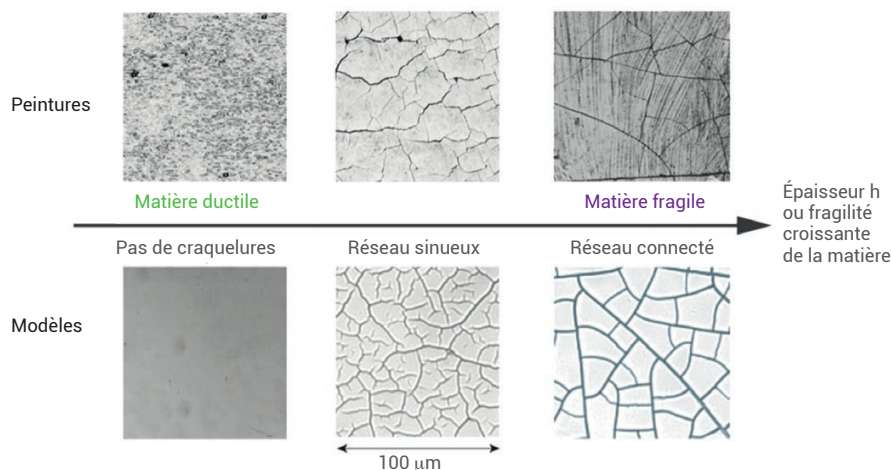 Peintures
Matière ductile
Matière fragile
Épaisseur h
ou fragilité
croissante
de la matière
Pas de craquelures
Réseau sinueux
Réseau connecté
Modèles
100 μm